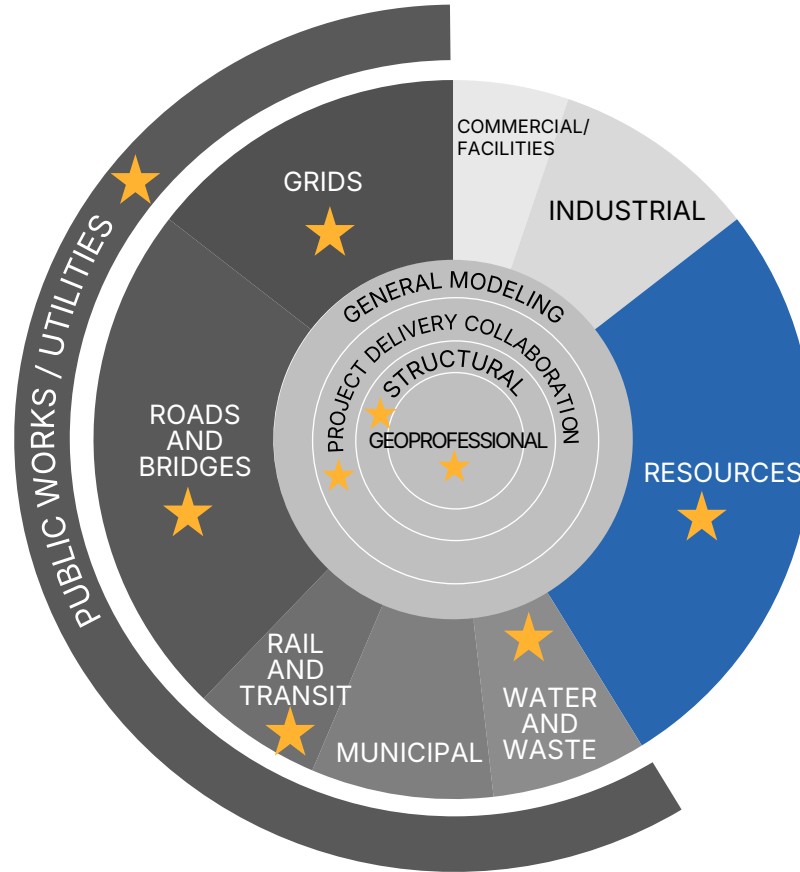 PUBLIC WORKS / UTILITIES
GRIDS
COMMERCIAL/
FACILITIES
INDUSTRIAL
GENERAL MODELING
PROJECT DELIVERY COLLABORATION
STRUCTURAL
GEOPROFESSIONAL
ROADS
AND
BRIDGES
RESOURCES
RAIL
AND
TRANSIT
MUNICIPAL
WATER
AND
WASTE